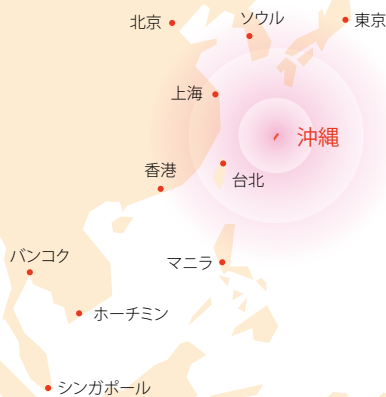 北京
ソウル
東京
上海
沖縄
香港
台北
バンコク
マニラ
ホーチミン
シンガポール